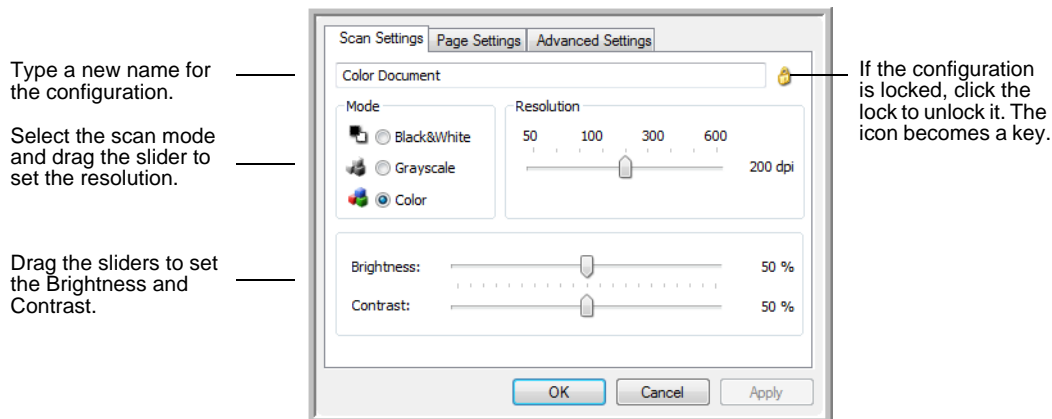 Scan Settings Page Settings Advanced Settings
Type a new name for
the configuration.
Color Document
If the configuration
is locked, click the
lock to unlock it. The
icon becomes a key.
Select the scan mode
and drag the slider to
set the resolution.
Mode
Black&White
Grayscale
Color
Resolution
50 100 300 600
200 dpi
Drag the sliders to set
the Brightness and
Contrast.
Brightness: 50 %
Contrast: 50 %
OK Cancel Apply